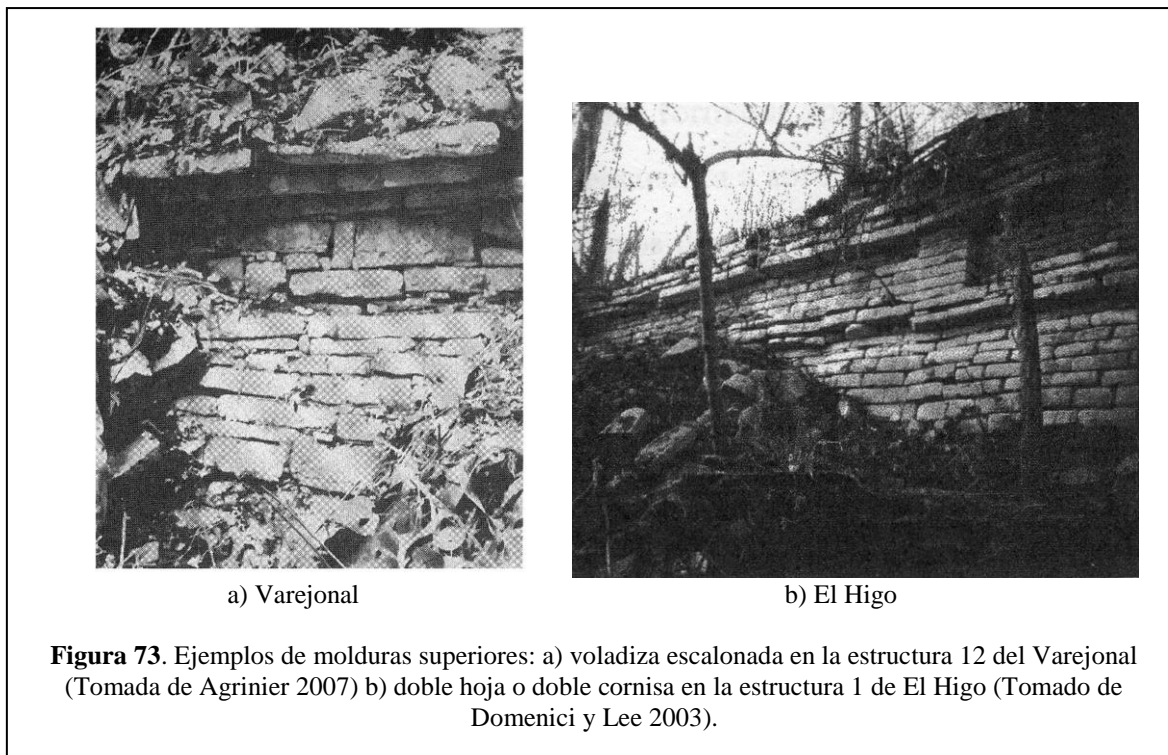 a) Varejonal
b) El Higo
Figura 73. Ejemplos de molduras superiores: a) voladiza escalonada en la estructura 12 del Varejonal
(Tomada de Agrinier 2007) b) doble hoja o doble cornisa en la estructura 1 de El Higo (Tomado de
Domenici y Lee 2003).